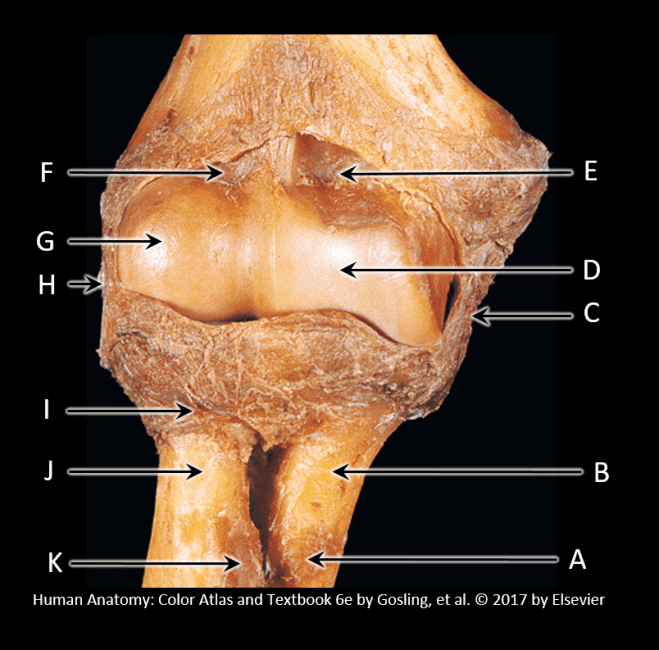 F
E
G
D
H
C
I
J
B
K
A
Human Anatomy: Color Atlas and Textbook 6e by Gosling, et al. © 2017 by Elsevier